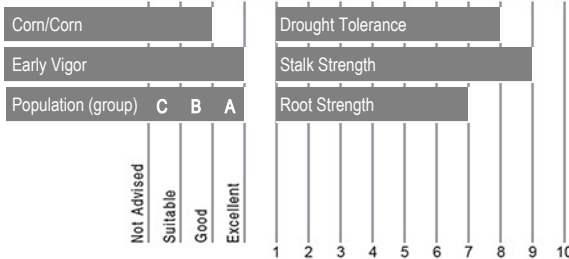 Corn/Corn
Drought Tolerance
Early Vigor
Stalk Strength
Population (group) C B A
Root Strength
Not Advised
Suitable
Good
Excellent
1 2 3 4 5 6 7 8 9 10